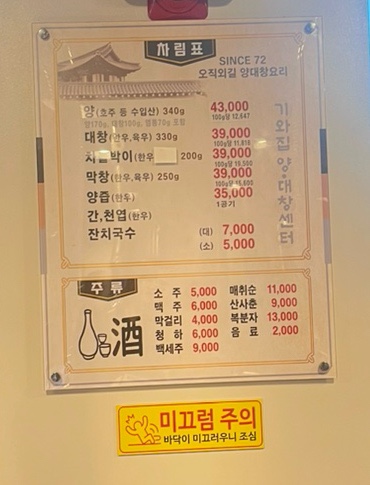 차림표
SINCE 72
오직외길 양대창요리
양(호주 등 수입산) 340g 43,000
100g당 12,647
대창(한우,육우) 330g 39,000
100g당 11,818
200g 39,000
100g당 19,500
막창(한우,육우) 250g 39,000
100g당 15,600
양즙(한우) 35,000
1공기
간,천엽(한우)
잔치국수 (대) 7,000
(소) 5,000
기와집 양·대창센터
주류
酒
소주 5,000 매취순 11,000
맥주 6,000 산사춘 9,000
막걸리 4,000 복분자 13,000
청하 6,000 음료 2,000
백세주 9,000
미끄럼 주의
바닥이 미끄러우니 조심